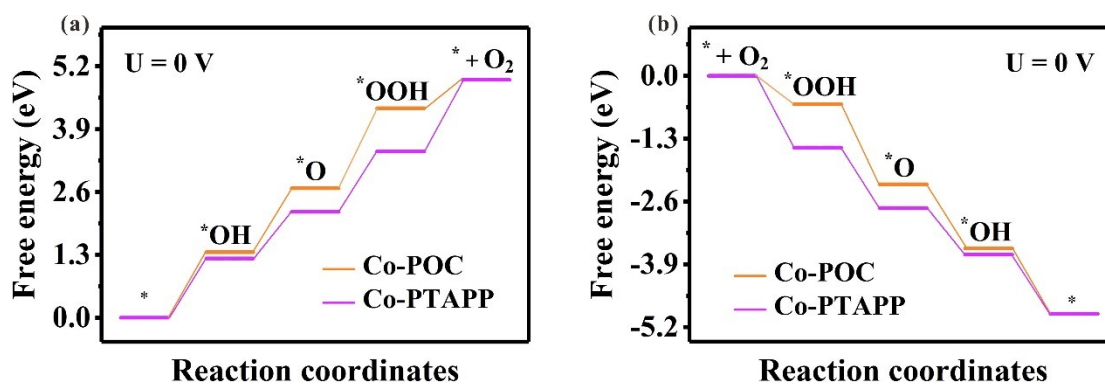 (a)
Free energy (eV)
5.2
3.9
2.6
1.3
0.0
U = 0 V
*
*OH
*O
*OOH
* + O₂
Co-POC
Co-PTAPP
Reaction coordinates
(b)
Free energy (eV)
0.0
-1.3
-2.6
-3.9
-5.2
* + O₂
*OOH
*O
*OH
*
U = 0 V
Co-POC
Co-PTAPP
Reaction coordinates